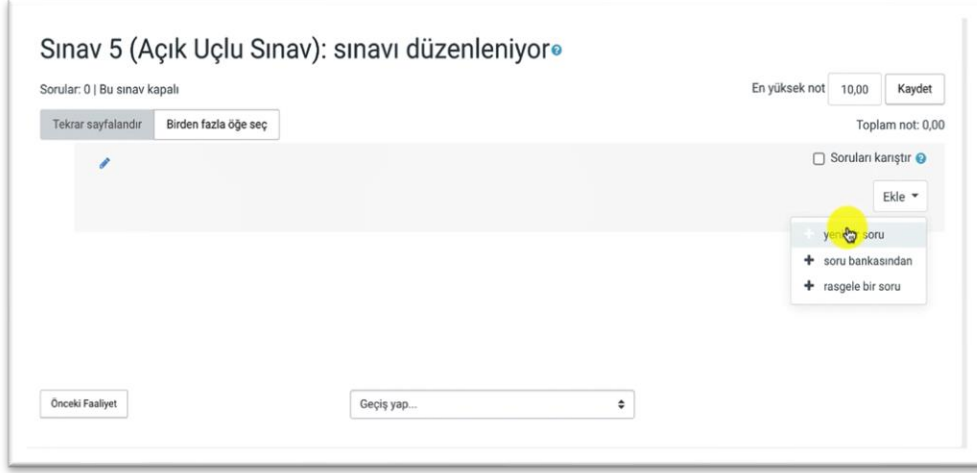 Sınav 5 (Açık Uçlu Sınav): sınavı düzenleniyor
Sorular: 0 | Bu sınav kapalı
En yüksek not 10,00 Kaydet
Tekrar sayfalandır Birden fazla öğe seç
Toplam not: 0,00
Soruları karıştır
Ekle
soru
soru bankasından
rasgele bir soru
Önceki Faaliyet
Geçiş yap...